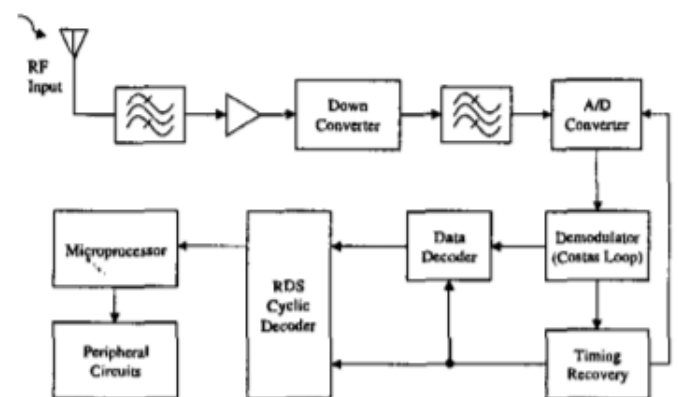 RF
Input
Down
Converter
A/D
Converter
Microprocessor
RDS
Cyclic
Decoder
Data
Decoder
Demodulator
(Costas Loop)
Peripheral
Circuits
Timing
Recovery